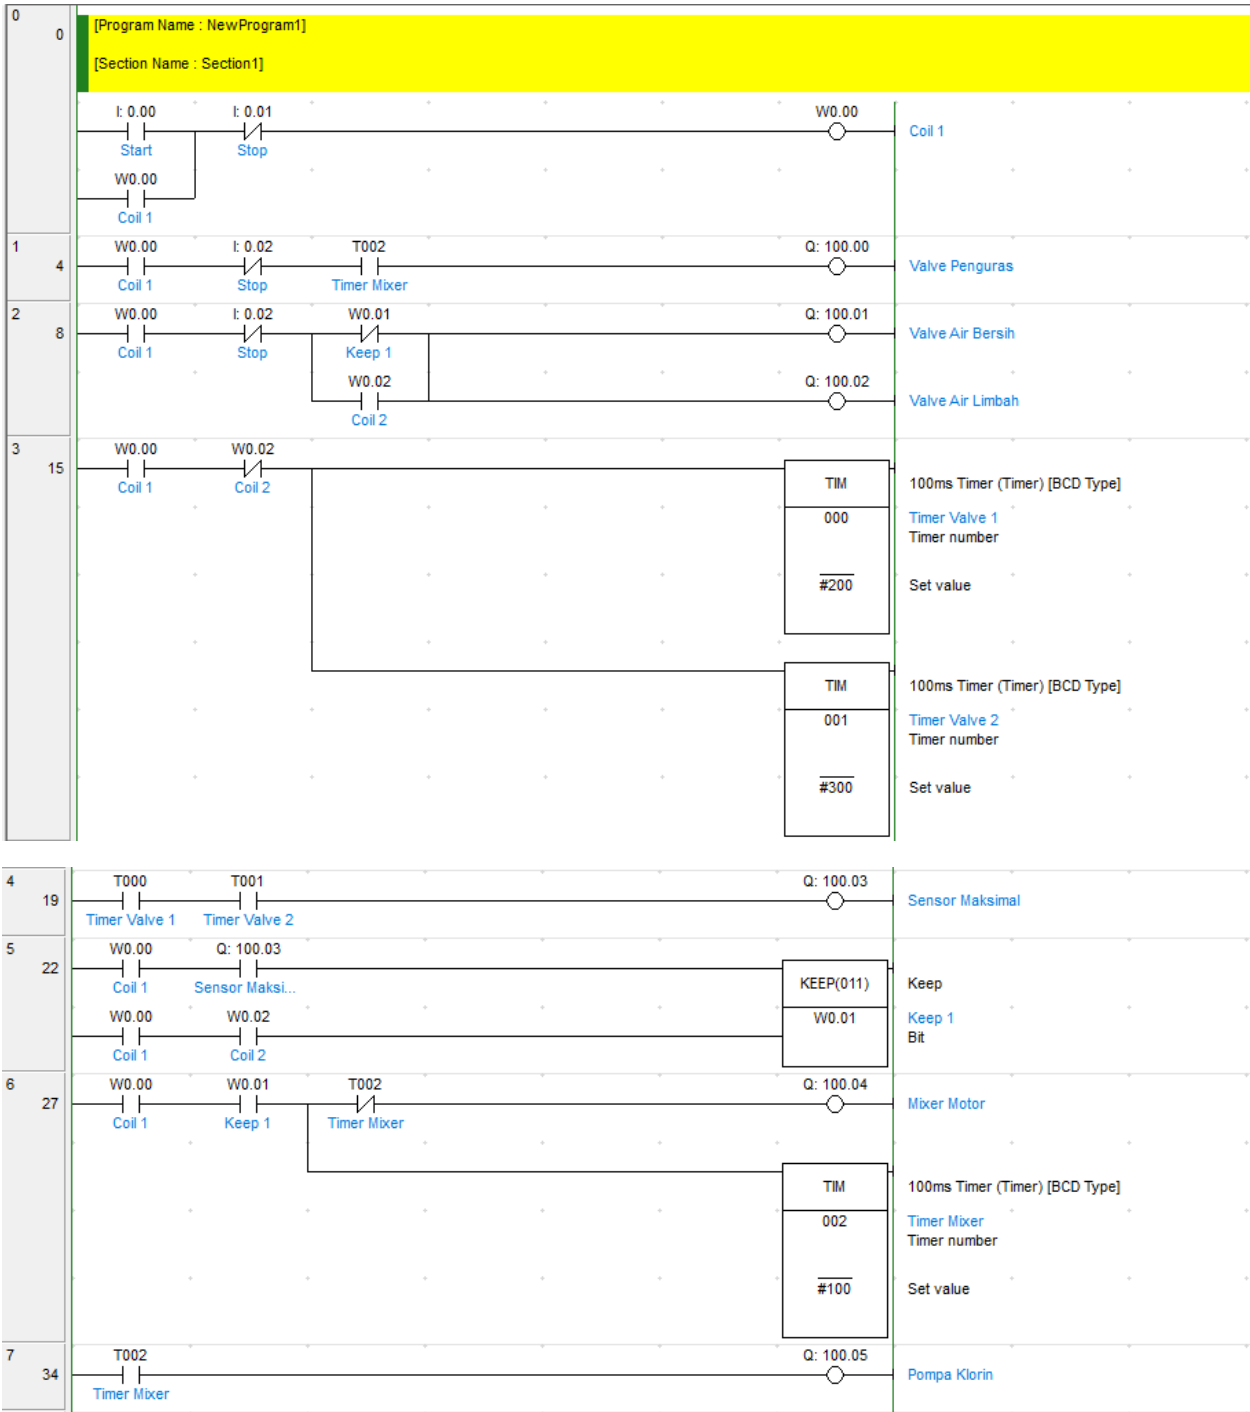 0
0
[Program Name : NewProgram1]
[Section Name : Section1]
I: 0.00 I: 0.01 W0.00
Start Stop Coil 1
W0.00
Coil 1
1
4
W0.00 I: 0.02 T002 Q: 100.00
Coil 1 Stop Timer Mixer Valve Penguras
2
8
W0.00 I: 0.02 W0.01 Q: 100.01
Coil 1 Stop Keep 1 Valve Air Bersih
W0.02 Q: 100.02
Coil 2 Valve Air Limbah
3
15
W0.00 W0.02
Coil 1 Coil 2
TIM 100ms Timer (Timer) [BCD Type]
000 Timer Valve 1
Timer number
#200 Set value
TIM 100ms Timer (Timer) [BCD Type]
001 Timer Valve 2
Timer number
#300 Set value
4
19
T000 T001 Q: 100.03
Timer Valve 1 Timer Valve 2 Sensor Maksimal
5
22
W0.00 Q: 100.03
Coil 1 Sensor Maksi...
KEEP(011) Keep
W0.00 W0.02 W0.01 Keep 1
Coil 1 Coil 2 Bit
6
27
W0.00 W0.01 T002 Q: 100.04
Coil 1 Keep 1 Timer Mixer Mixer Motor
TIM 100ms Timer (Timer) [BCD Type]
002 Timer Mixer
Timer number
#100 Set value
7
34
T002 Q: 100.05
Timer Mixer Pompa Klorin